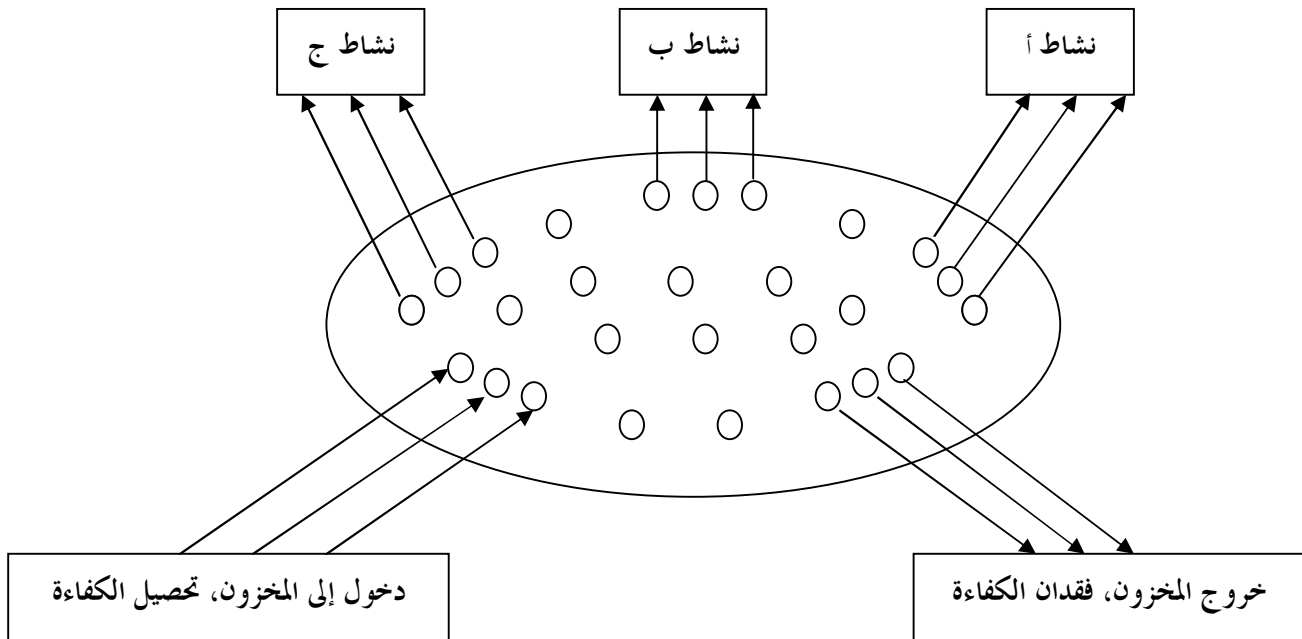 نشاط أ
نشاط ب
نشاط ج
خروج المخزون، فقدان الكفاءة
دخول إلى المخزون، تحصيل الكفاءة